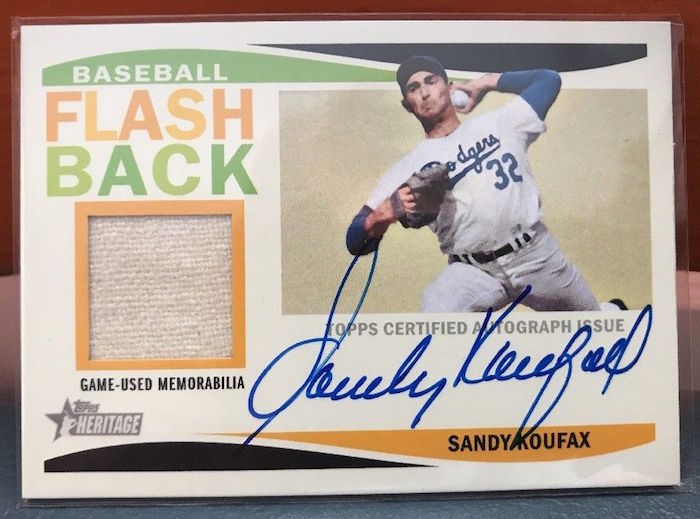 BASEBALL
FLASH
BACK
Dodgers
32
TOPPS CERTIFIED AUTOGRAPH ISSUE
Sandy Koufax
GAME-USED MEMORABILIA
TOPPS
HERITAGE
SANDY KOUFAX